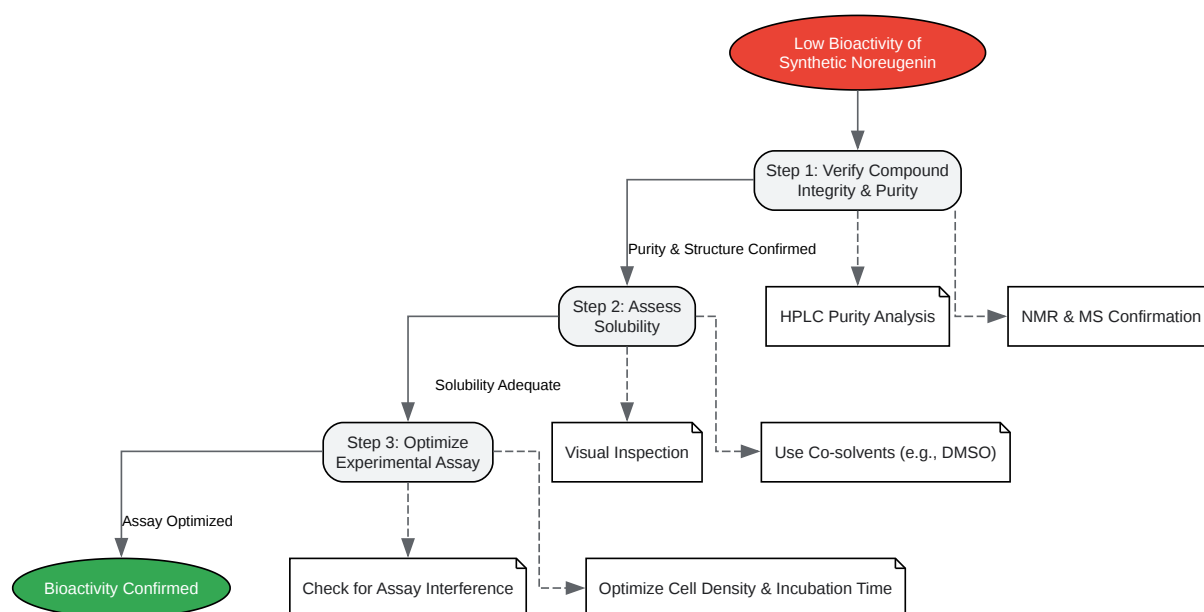 Low Bioactivity of
Synthetic Noreugenin
Step 1: Verify Compound
Integrity & Purity
Purity & Structure Confirmed
Step 2: Assess
Solubility
HPLC Purity Analysis
NMR & MS Confirmation
Solubility Adequate
Step 3: Optimize
Experimental Assay
Visual Inspection
Use Co-solvents (e.g., DMSO)
Assay Optimized
Bioactivity Confirmed
Check for Assay Interference
Optimize Cell Density & Incubation Time